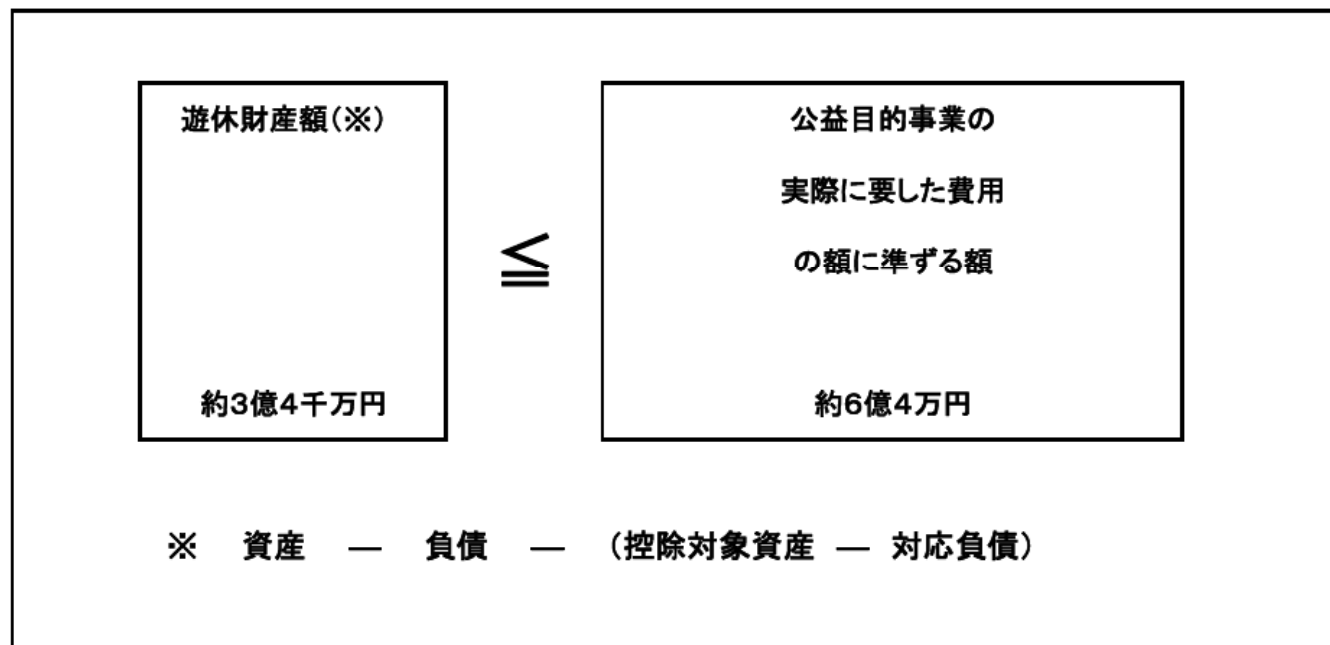 遊休財産額(※)
約3億4千万円
≦
公益目的事業の
実際に要した費用
の額に準ずる額
約6億4万円
※ 資産 ― 負債 ― (控除対象資産 ― 対応負債)